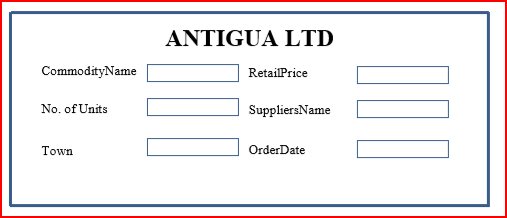 ANTIGUA LTD
CommodityName
RetailPrice
No. of Units
SuppliersName
Town
OrderDate